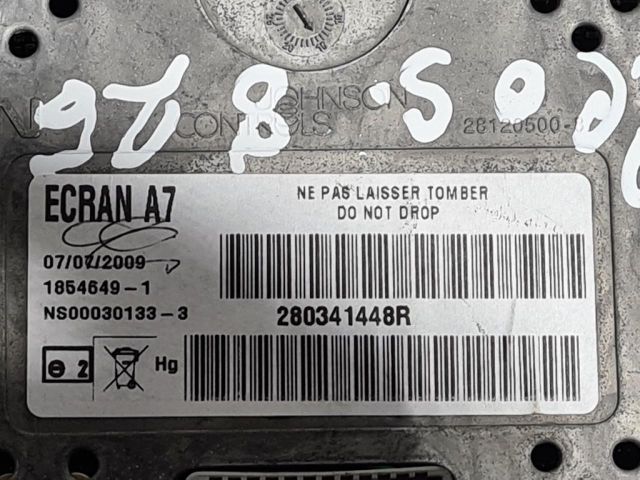 JOHNSON
CONTROLS
28120500-
ECRAN A7
NE PAS LAISSER TOMBER
DO NOT DROP
07/07/2009
1854649-1
NS00030133-3
280341448R
2
Hg